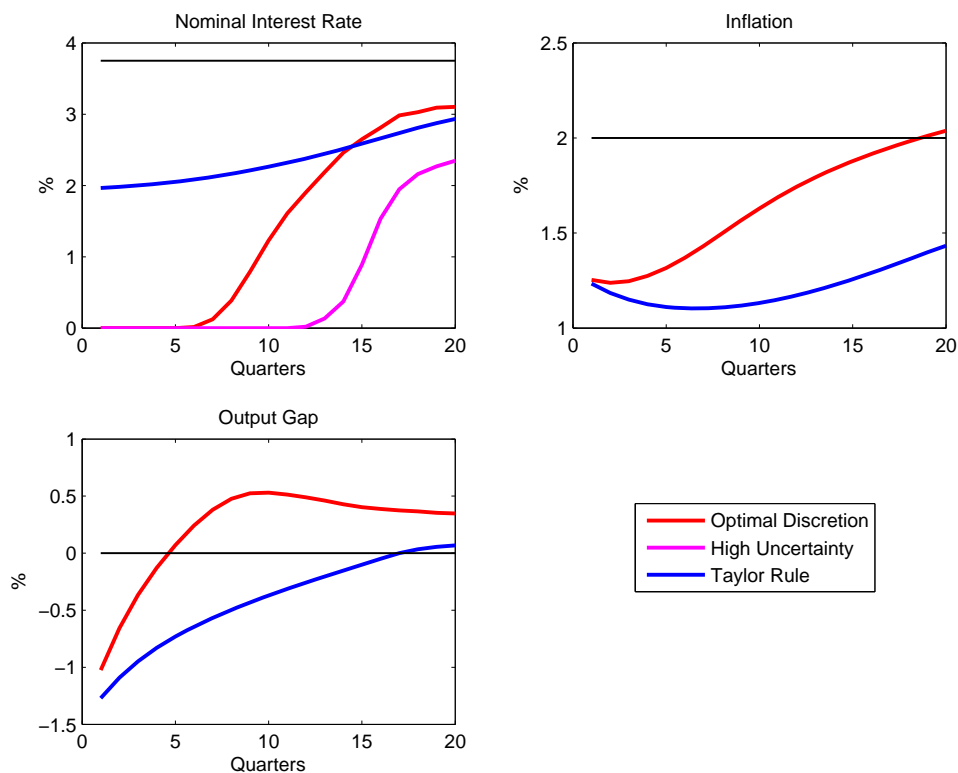 Nominal Interest Rate
4
3
2
1
0
%
0 5 10 15 20
Quarters
Inflation
2.5
2
1.5
1
%
0 5 10 15 20
Quarters
Output Gap
1
0.5
0
−0.5
−1
−1.5
%
0 5 10 15 20
Quarters
Optimal Discretion
High Uncertainty
Taylor Rule